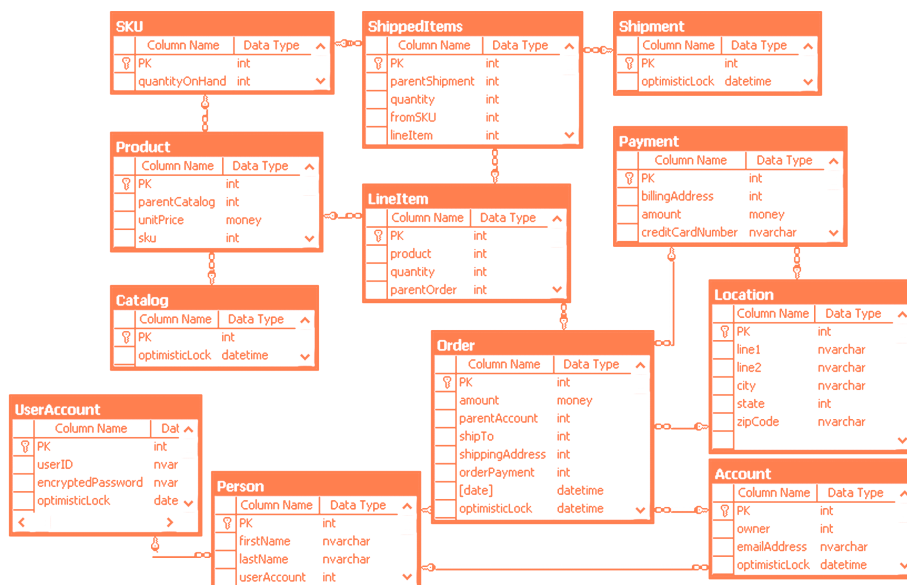 SKU
Column Name Data Type
PK int
quantityOnHand int
ShippedItems
Column Name Data Type
PK int
parentShipment int
quantity int
fromSKU int
lineItem int
Shipment
Column Name Data Type
PK int
optimisticLock datetime
Product
Column Name Data Type
PK int
parentCatalog int
unitPrice money
sku int
LineItem
Column Name Data Type
PK int
product int
quantity int
parentOrder int
Payment
Column Name Data Type
PK int
billingAddress int
amount money
creditCardNumber nvarchar
Catalog
Column Name Data Type
PK int
optimisticLock datetime
Location
Column Name Data Type
PK int
line1 nvarchar
line2 nvarchar
city nvarchar
state int
zipCode nvarchar
Order
Column Name Data Type
PK int
amount money
parentAccount int
shipTo int
shippingAddress int
orderPayment int
[date] datetime
optimisticLock datetime
UserAccount
Column Name Dat
PK int
userID nvar
encryptedPassword nvar
optimisticLock date
Person
Column Name Data Type
PK int
firstName nvarchar
lastName nvarchar
userAccount int
Account
Column Name Data Type
PK int
owner int
emailAddress nvarchar
optimisticLock datetime